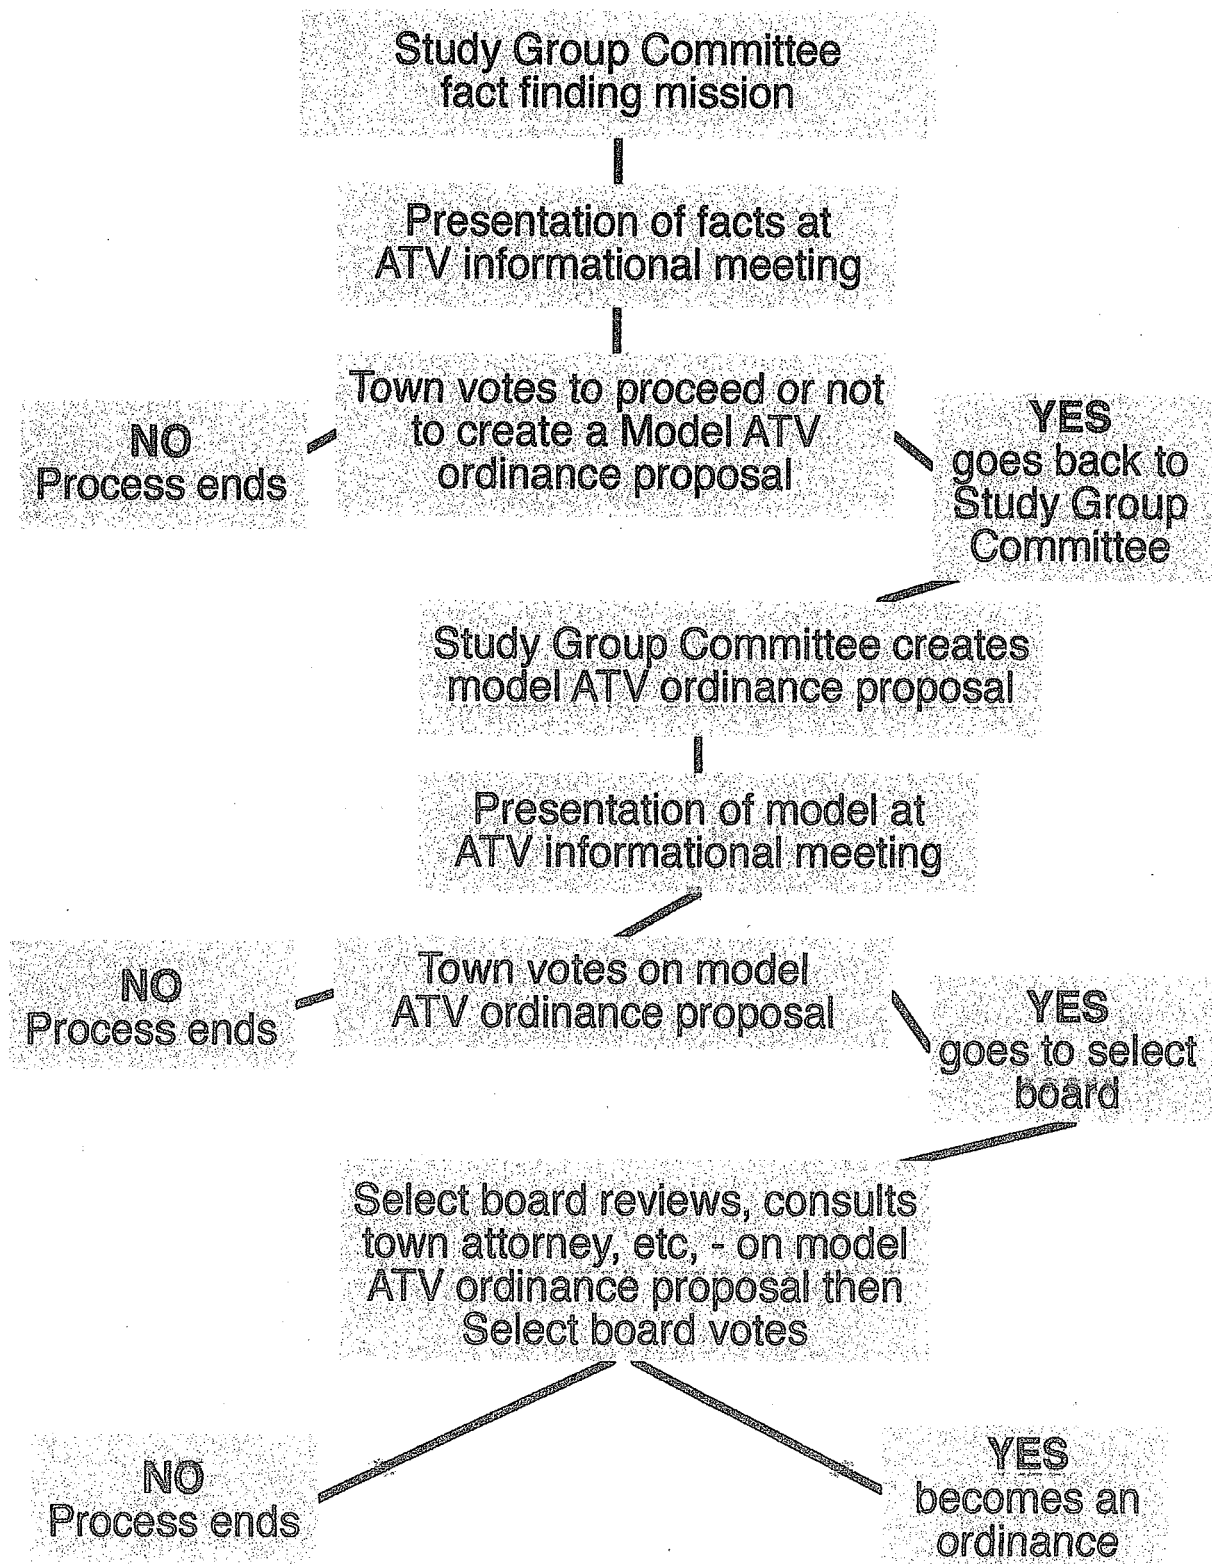 Study Group Committee
fact finding mission
Presentation of facts at
ATV informational meeting
Town votes to proceed or not
to create a Model ATV
ordinance proposal
NO
Process ends
YES
goes back to
Study Group
Committee
Study Group Committee creates
model ATV ordinance proposal
Presentation of model at
ATV informational meeting
Town votes on model
ATV ordinance proposal
NO
Process ends
YES
goes to select
board
Select board reviews, consults
town attorney, etc, - on model
ATV ordinance proposal then
Select board votes
NO
Process ends
YES
becomes an
ordinance